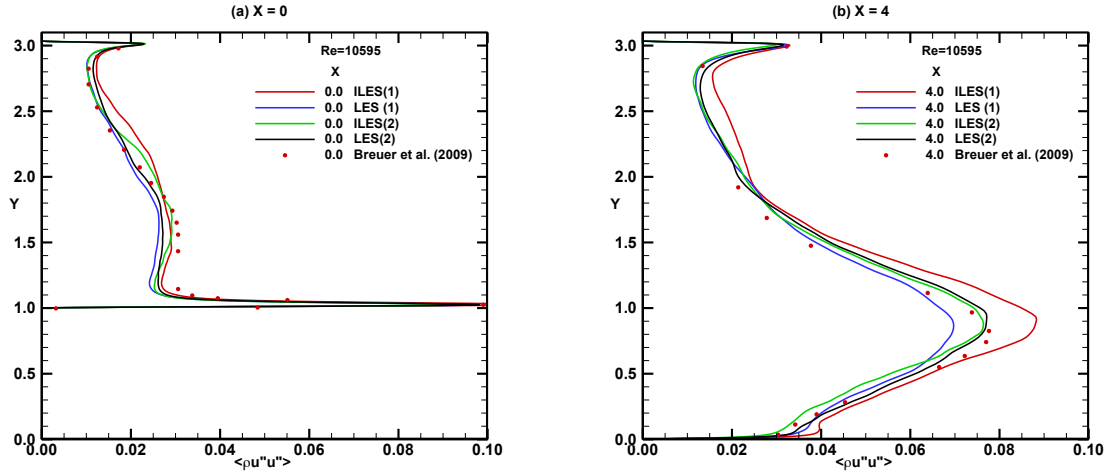 (a) X = 0
Y
3.0
2.5
2.0
1.5
1.0
0.5
0.0
Re=10595
X
0.0 ILES(1)
0.0 LES (1)
0.0 ILES(2)
0.0 LES(2)
0.0 Breuer et al. (2009)
0.00 0.02 0.04 0.06 0.08 0.10
<ρu"u">
(b) X = 4
Y
3.0
2.5
2.0
1.5
1.0
0.5
0.0
Re=10595
X
4.0 ILES(1)
4.0 LES (1)
4.0 ILES(2)
4.0 LES(2)
4.0 Breuer et al. (2009)
0.00 0.02 0.04 0.06 0.08 0.10
<ρu"u">